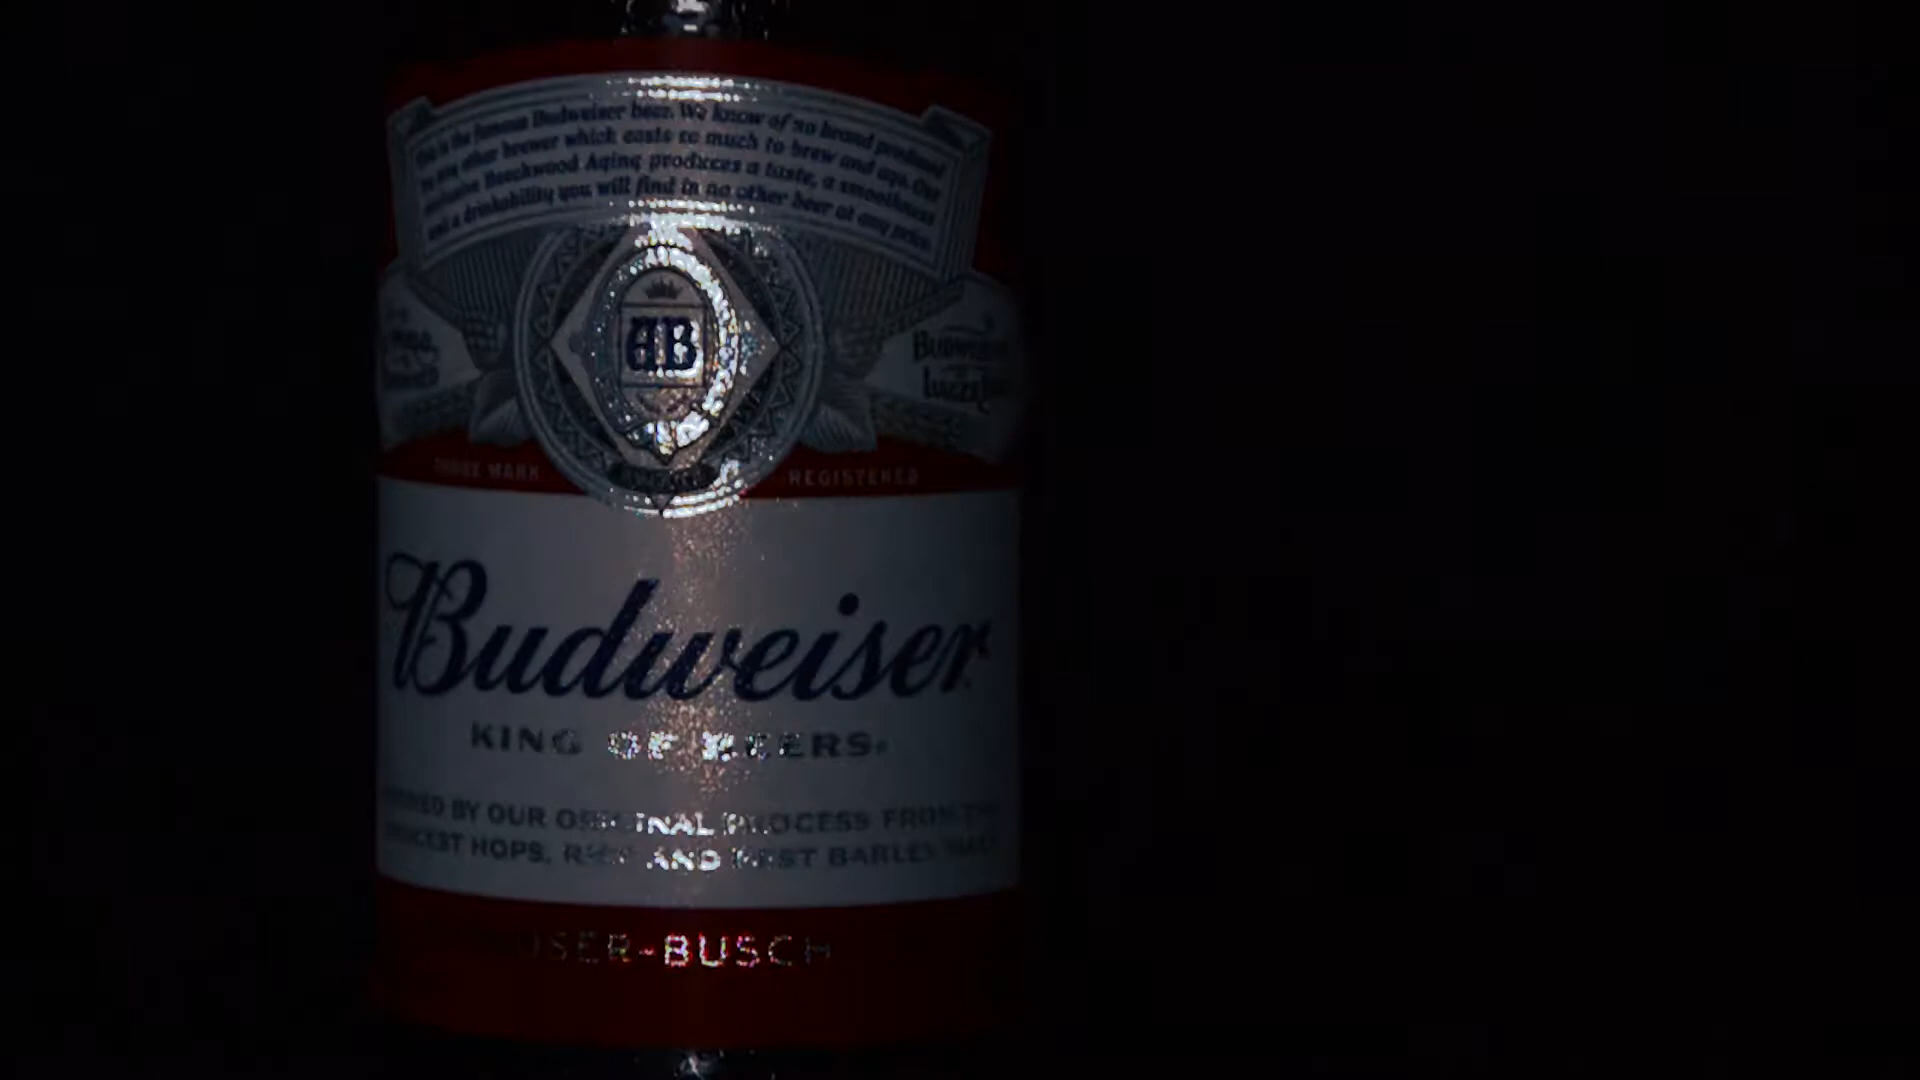 This is the famous Budweiser beer. We know of no brand produced
by any other brewer which costs so much to brew and age. Our
exclusive Beechwood Aging produces a taste, a smoothness
and a drinkability you will find in no other beer at any price.
AB
Budweiser
TRADE MARK
REGISTERED
Budweiser
KING OF BEERS®
BY OUR ORIGINAL PROCESS FROM THE
CHOICEST HOPS, RICE AND BEST BARLEY MALT
ISER-BUSCH